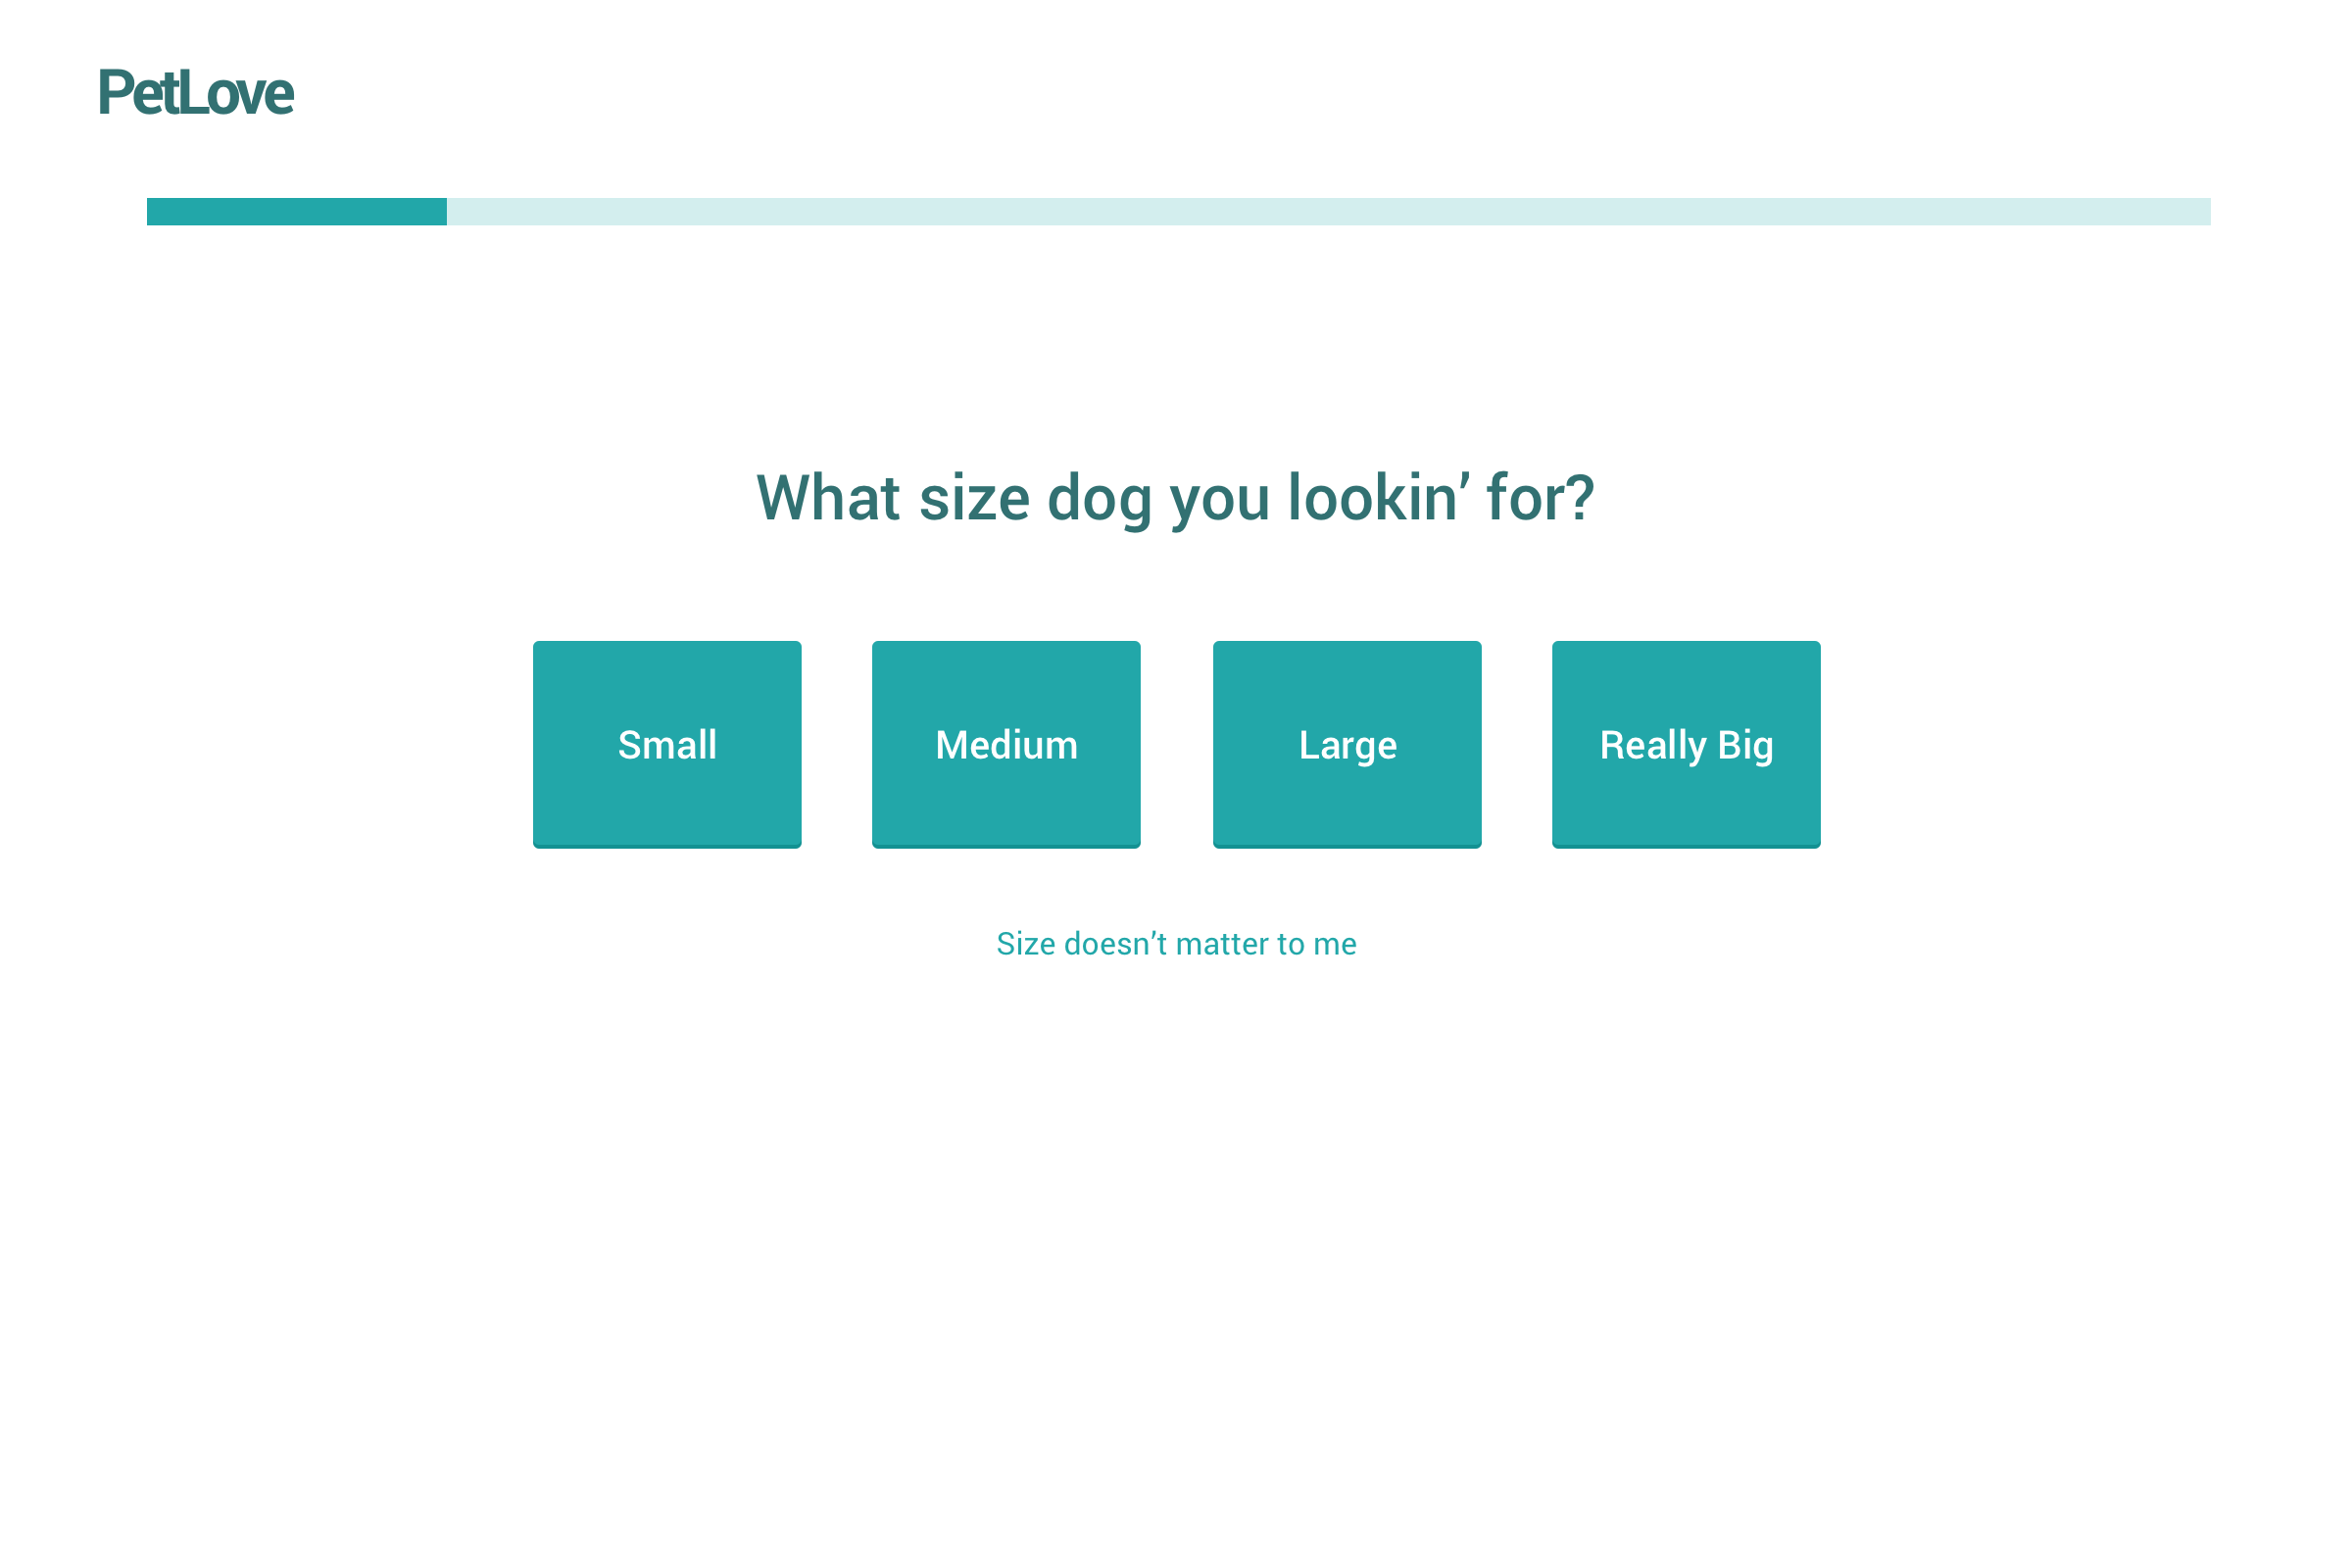 PetLove
What size dog you lookin’ for?
Small
Medium
Large
Really Big
Size doesn’t matter to me